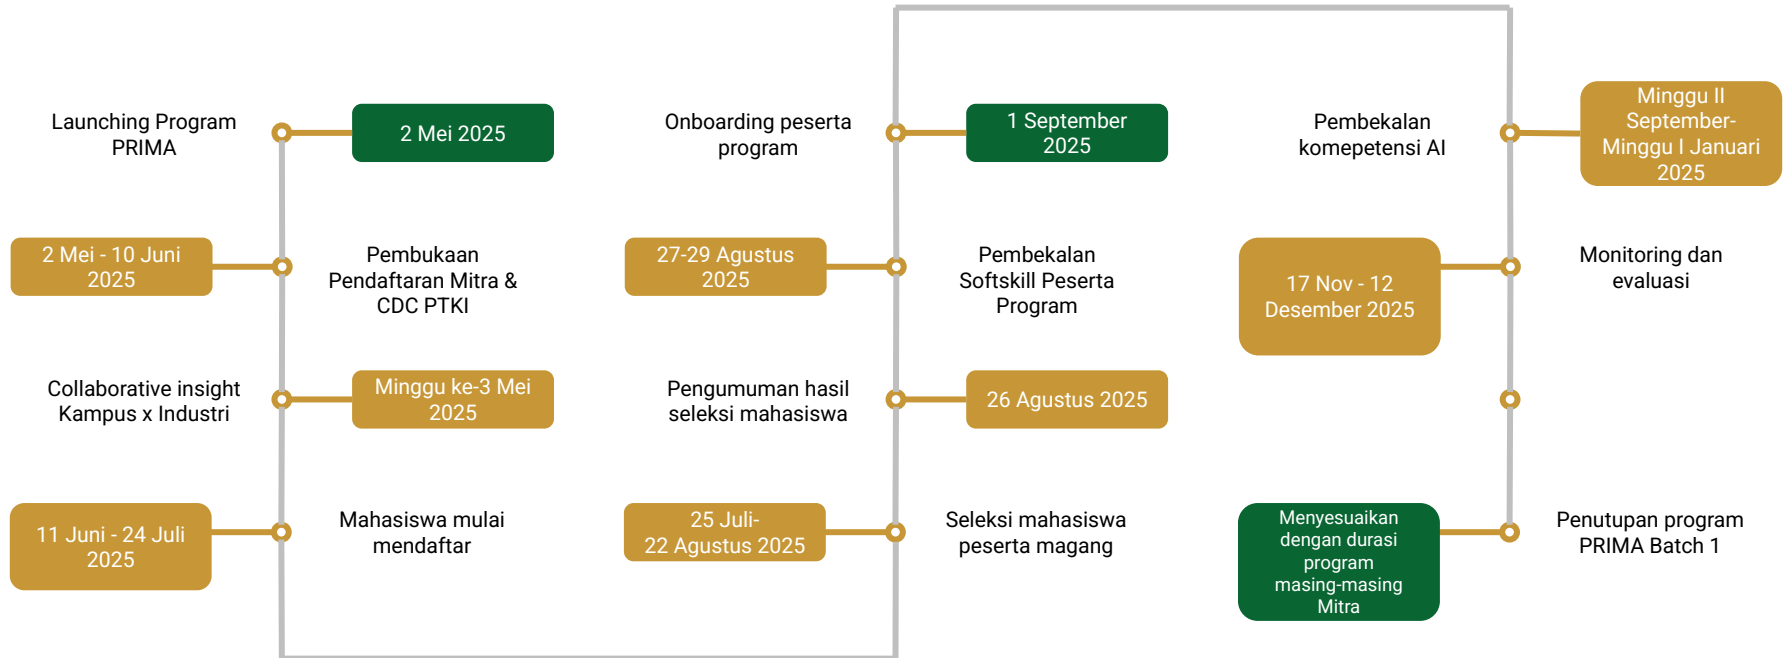 Launching Program
PRIMA
2 Mei 2025
2 Mei - 10 Juni
2025
Pembukaan
Pendaftaran Mitra &
CDC PTKI
Collaborative insight
Kampus x Industri
Minggu ke-3 Mei
2025
11 Juni - 24 Juli
2025
Mahasiswa mulai
mendaftar
Onboarding peserta
program
1 September
2025
27-29 Agustus
2025
Pembekalan
Softskill Peserta
Program
Pengumuman hasil
seleksi mahasiswa
26 Agustus 2025
25 Juli-
22 Agustus 2025
Seleksi mahasiswa
peserta magang
Pembekalan
komepetensi AI
Minggu II
September-
Minggu I Januari
2025
17 Nov - 12
Desember 2025
Monitoring dan
evaluasi
Menyesuaikan
dengan durasi
program
masing-masing
Mitra
Penutupan program
PRIMA Batch 1